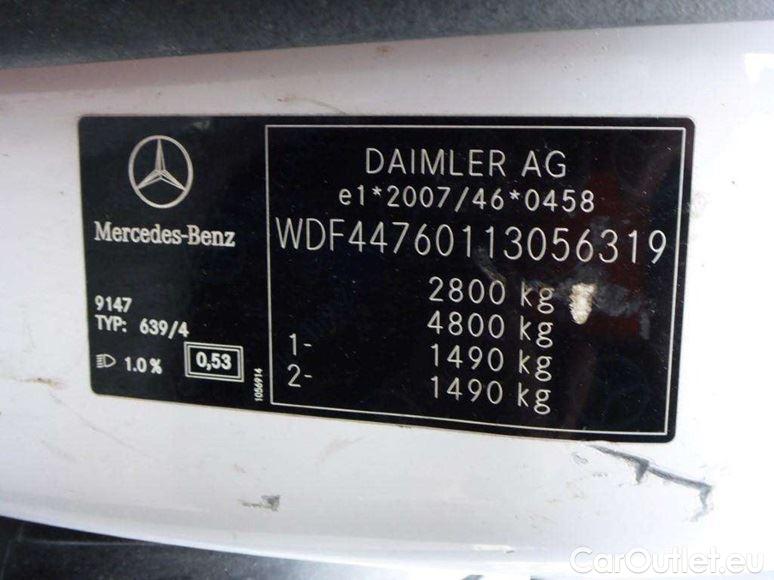 Mercedes-Benz
9147
TYP: 639/4
1.0 %
0,53
1056914
DAIMLER AG
e1*2007/46*0458
WDF44760113056319
2800 kg
4800 kg
1- 1490 kg
2- 1490 kg
CarOutlet.eu